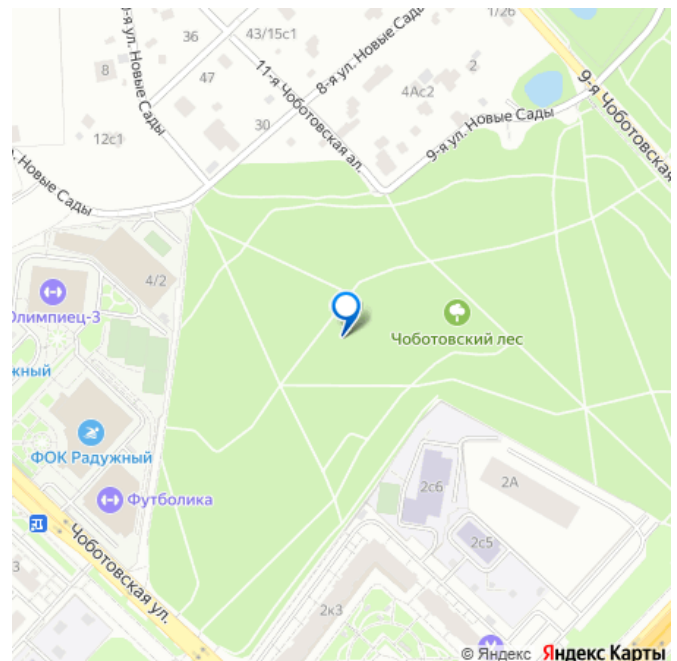 1/26
36
43/15с1
8-я ул. Новые Сады
-я ул. Новые Сады
8
47
11-я Чоботовская ал.
2
4Ас2
9-я Чоботовская
12с1
30
9-я ул. Новые Сады
л. Новые Сады
4/2
Олимпиец-3
Чоботовский лес
жный
ФОК Радужный
2с6
2А
Футболика
2с5
Чоботовская ул.
3
2к3
© Яндекс Яндекс Карты